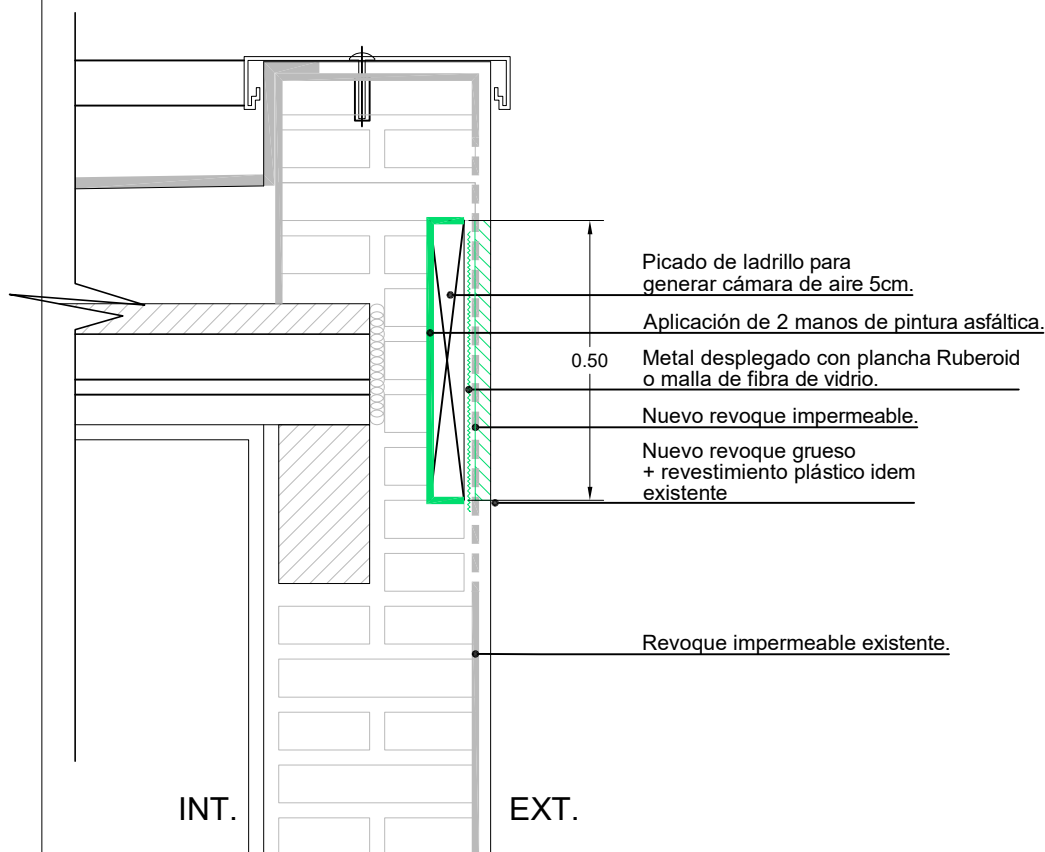 Picado de ladrillo para
generar cámara de aire 5cm.
Aplicación de 2 manos de pintura asfáltica.
0.50
Metal desplegado con plancha Ruberoid
o malla de fibra de vidrio.
Nuevo revoque impermeable.
Nuevo revoque grueso
+ revestimiento plástico idem
existente
Revoque impermeable existente.
INT.
EXT.